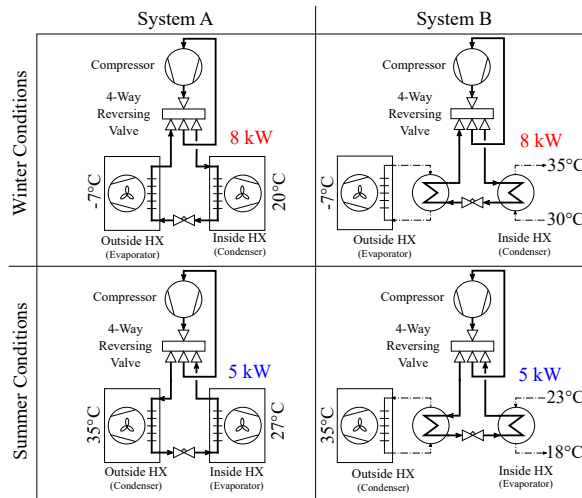 System A
System B
Winter Conditions
Compressor
4-Way
Reversing
Valve
8 kW
-7°C
20°C
Outside HX
(Evaporator)
Inside HX
(Condenser)
Compressor
4-Way
Reversing
Valve
8 kW
35°C
-7°C
30°C
Outside HX
(Evaporator)
Inside HX
(Condenser)
Summer Conditions
Compressor
4-Way
Reversing
Valve
5 kW
35°C
27°C
Outside HX
(Condenser)
Inside HX
(Evaporator)
Compressor
4-Way
Reversing
Valve
5 kW
23°C
35°C
18°C
Outside HX
(Condenser)
Inside HX
(Evaporator)